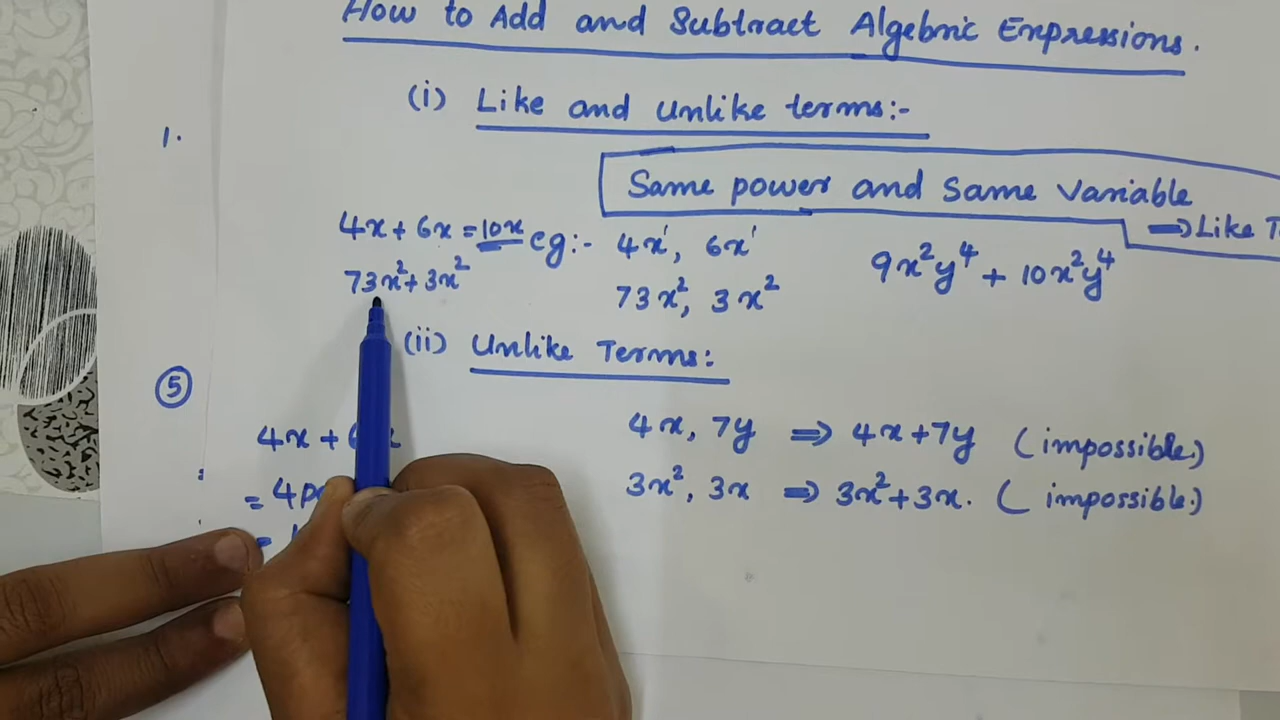 How to Add and Subtract Algebric Expressions.
(i) Like and Unlike terms:-
1.
Same power and Same Variable
⇒ Like
4x + 6x = 10x
eg:- 4x¹, 6x¹
9x²y⁴ + 10x²y⁴
73x² + 3x²
73x², 3x²
(ii) Unlike Terms:
5
4x, 7y ⇒ 4x+7y (impossible)
4x +
3x², 3x ⇒ 3x²+3x. (impossible.)
= 4
=